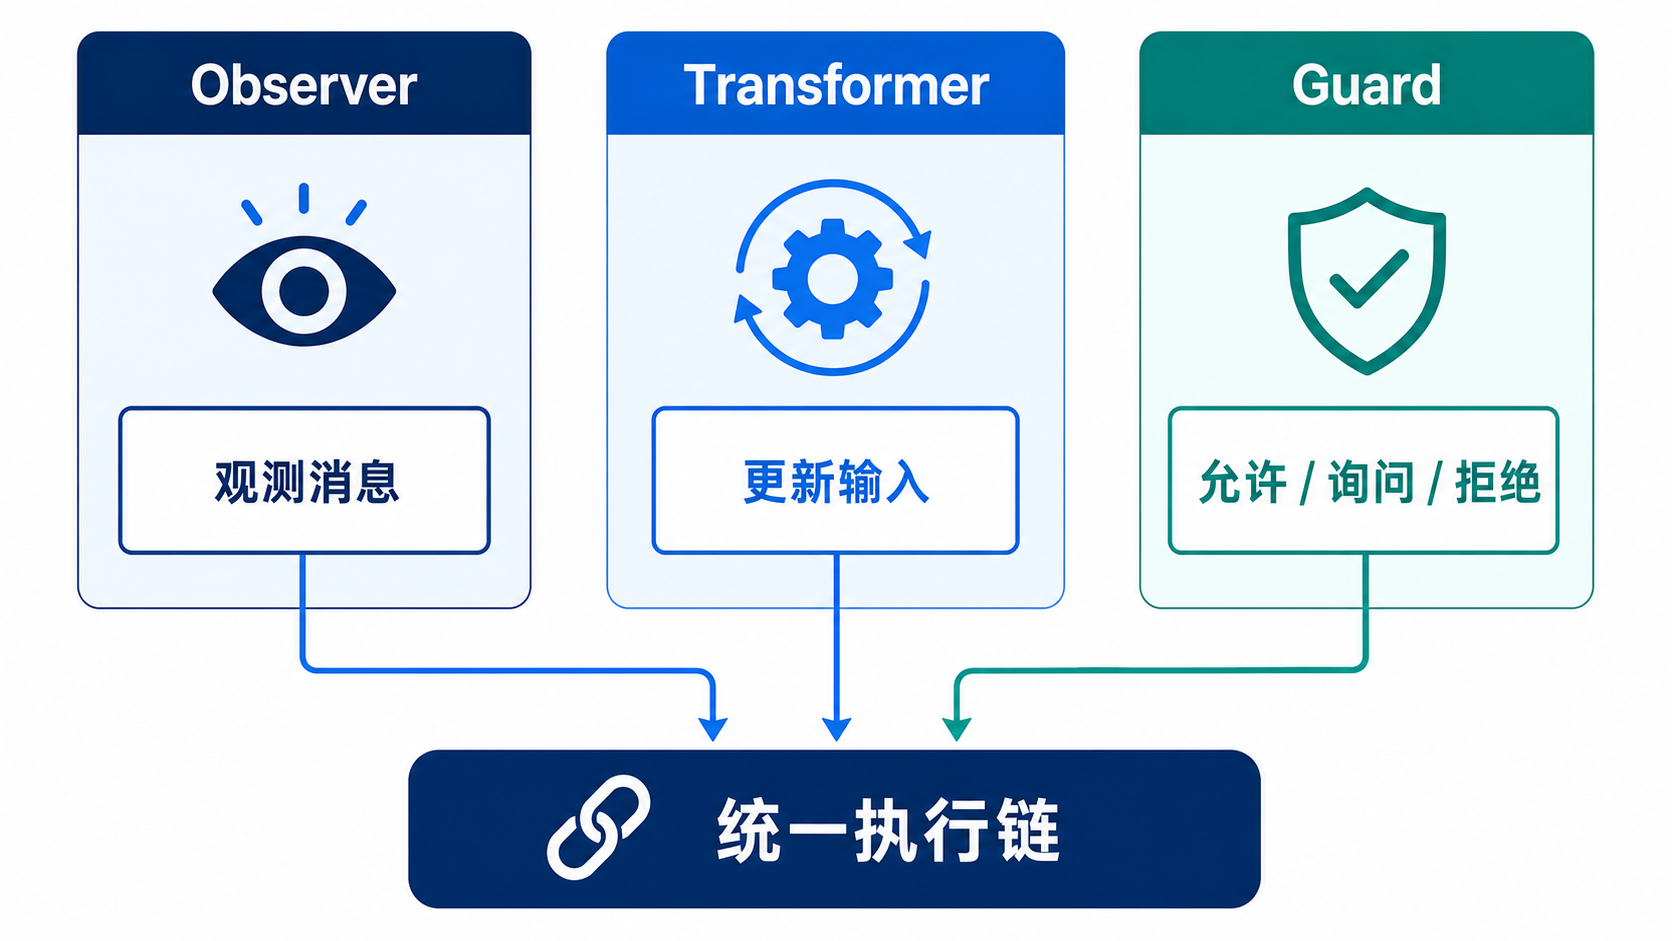 Observer
观测消息
Transformer
更新输入
Guard
允许 / 询问 / 拒绝
统一执行链